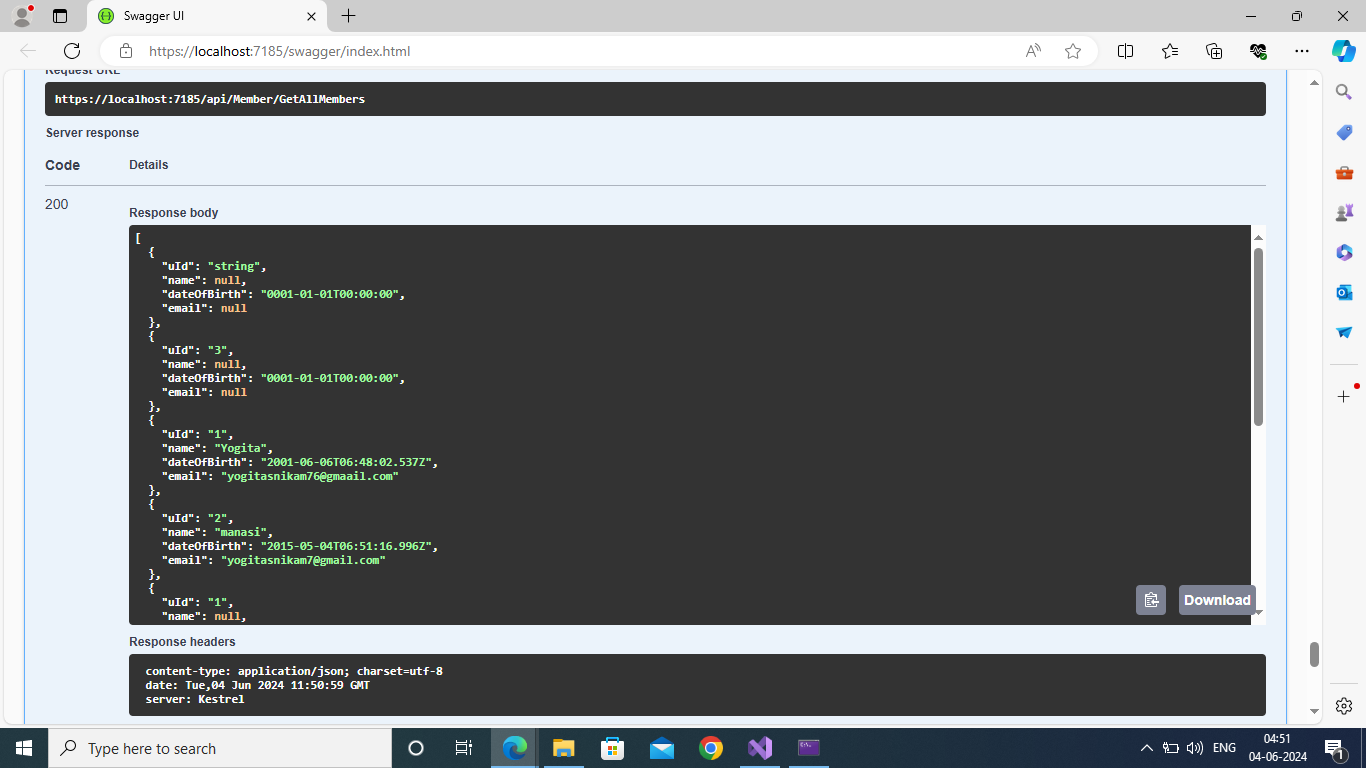 Swagger UI
https://localhost:7185/swagger/index.html
Request URL
https://localhost:7185/api/Member/GetAllMembers
Server response
Code Details
200
Response body
[
{
"uId": "string",
"name": null,
"dateOfBirth": "0001-01-01T00:00:00",
"email": null
},
{
"uId": "3",
"name": null,
"dateOfBirth": "0001-01-01T00:00:00",
"email": null
},
{
"uId": "1",
"name": "Yogita",
"dateOfBirth": "2001-06-06T06:48:02.537Z",
"email": "yogitasnikam76@gmaail.com"
},
{
"uId": "2",
"name": "manasi",
"dateOfBirth": "2015-05-04T06:51:16.996Z",
"email": "yogitasnikam7@gmail.com"
},
{
"uId": "1",
"name": null,
Download
Response headers
content-type: application/json; charset=utf-8
date: Tue,04 Jun 2024 11:50:59 GMT
server: Kestrel
Type here to search
ENG
04:51
04-06-2024
1